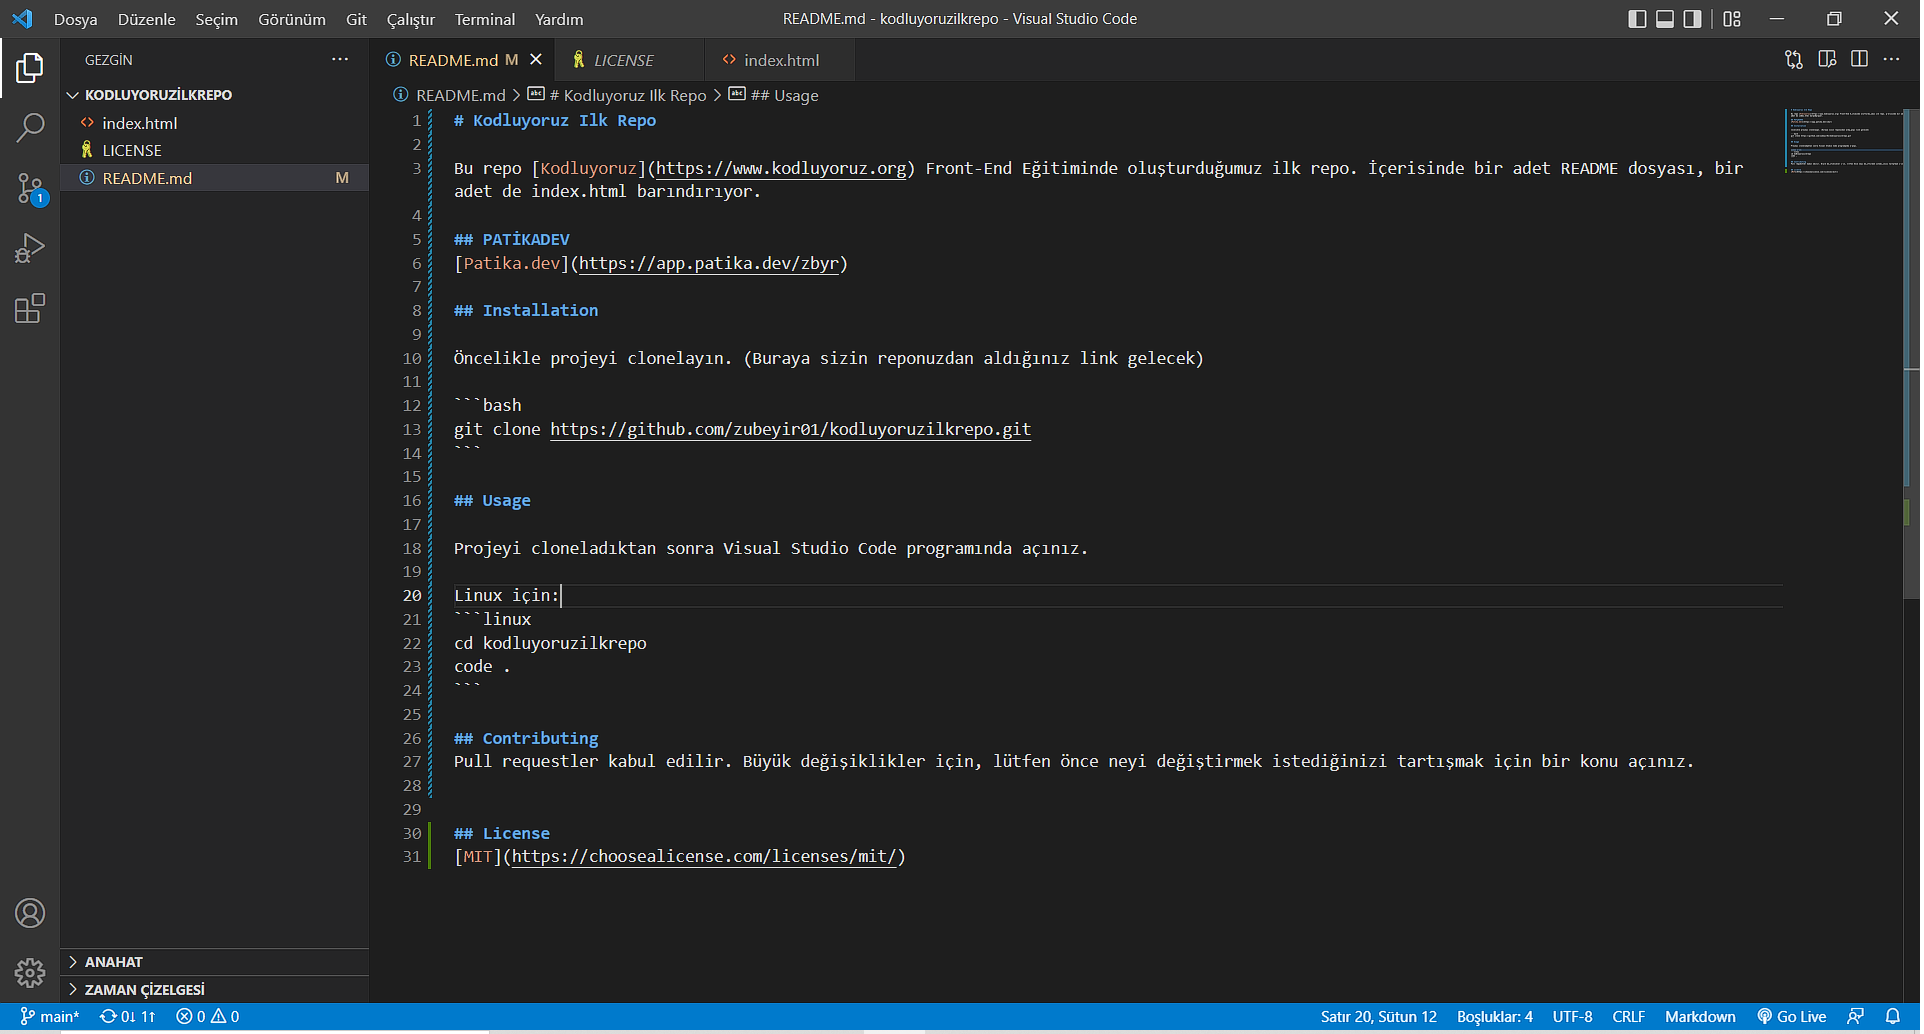 Dosya Düzenle Seçim Görünüm Git Çalıştır Terminal Yardım
README.md - kodluyoruzilkrepo - Visual Studio Code
GEZGİN
README.md M
LICENSE
index.html
KODLUYORUZİLKREPO
index.html
LICENSE
README.md M
1
README.md > # Kodluyoruz Ilk Repo > ## Usage
1 # Kodluyoruz Ilk Repo
2
3 Bu repo [Kodluyoruz](https://www.kodluyoruz.org) Front-End Eğitiminde oluşturduğumuz ilk repo. İçerisinde bir adet README dosyası, bir
adet de index.html barındırıyor.
4
5 ## PATİKADEV
6 [Patika.dev](https://app.patika.dev/zbyr)
7
8 ## Installation
9
10 Öncelikle projeyi clonelayın. (Buraya sizin reponuzdan aldığınız link gelecek)
11
12 ```bash
13 git clone https://github.com/zubeyir01/kodluyoruzilkrepo.git
14 ```
15
16 ## Usage
17
18 Projeyi cloneladıktan sonra Visual Studio Code programında açınız.
19
20 Linux için:
21 ```linux
22 cd kodluyoruzilkrepo
23 code .
24 ```
25
26 ## Contributing
27 Pull requestler kabul edilir. Büyük değişiklikler için, lütfen önce neyi değiştirmek istediğinizi tartışmak için bir konu açınız.
28
29
30 ## License
31 [MIT](https://choosealicense.com/licenses/mit/)
ANAHAT
ZAMAN ÇİZELGESİ
main* 0↓ 1↑ 0 0
Satır 20, Sütun 12 Boşluklar: 4 UTF-8 CRLF Markdown Go Live